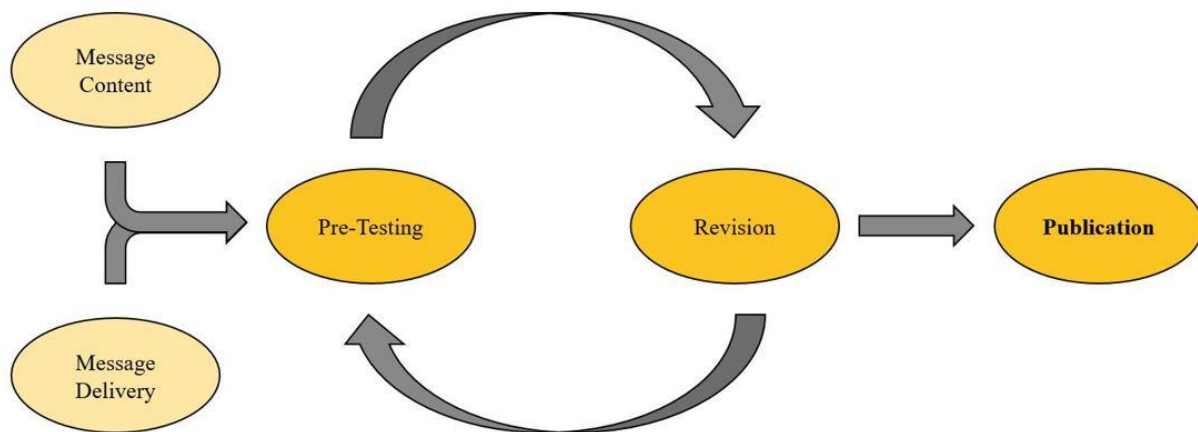 Message
Content
Pre-Testing
Revision
Publication
Message
Delivery